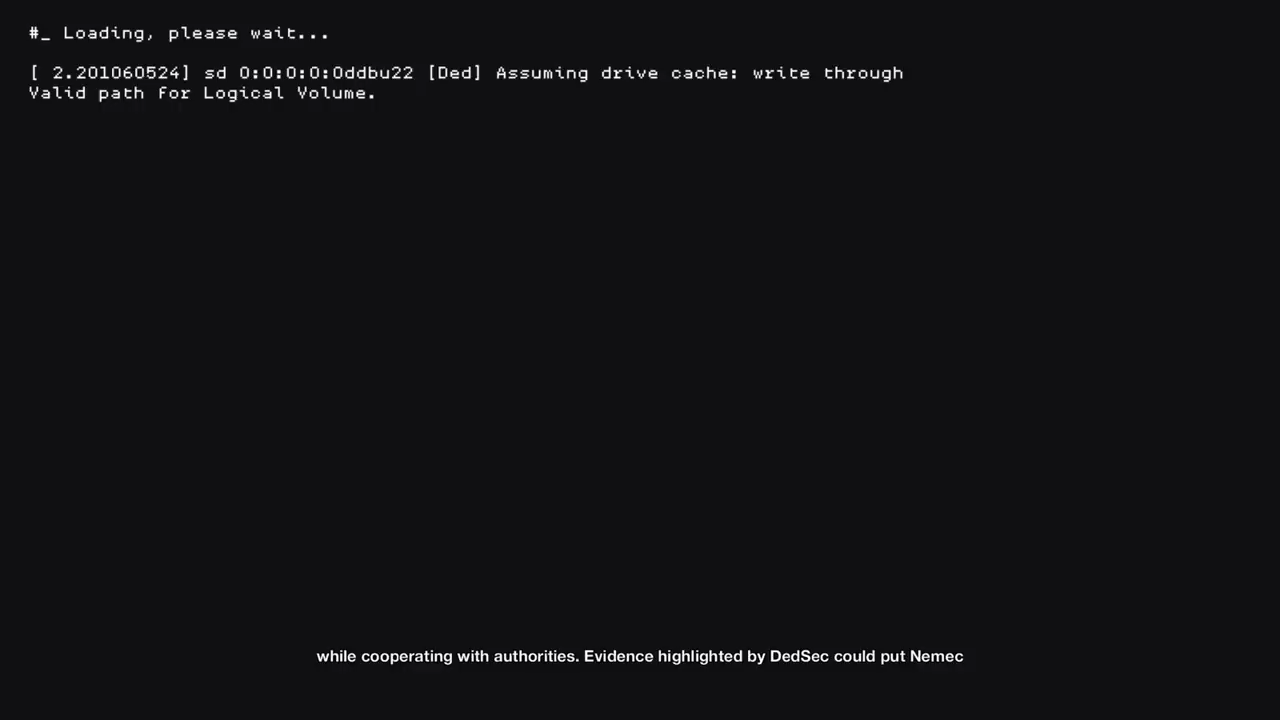 #_ Loading, please wait...
[ 2.201060524] sd 0:0:0:0:0ddbu22 [Ded] Assuming drive cache: write through
Valid path for Logical Volume.
while cooperating with authorities. Evidence highlighted by DedSec could put Nemec